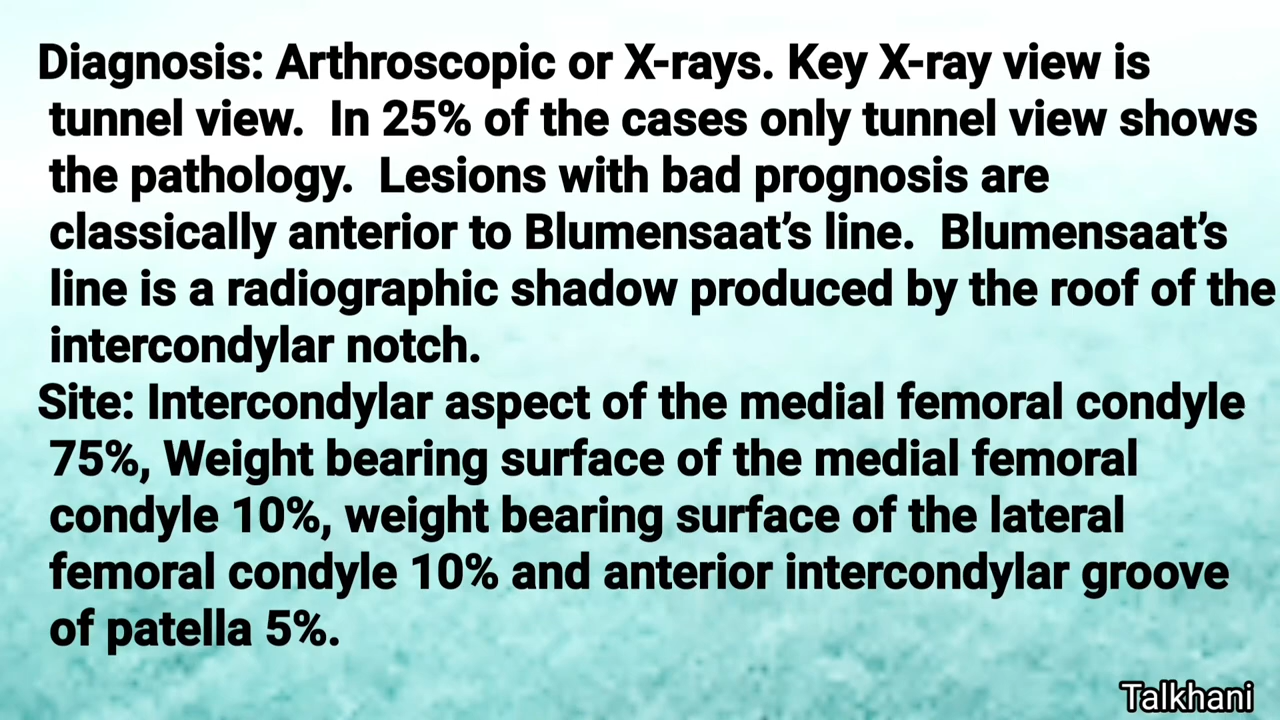 Diagnosis: Arthroscopic or X-rays. Key X-ray view is
tunnel view. In 25% of the cases only tunnel view shows
the pathology. Lesions with bad prognosis are
classically anterior to Blumensaat’s line. Blumensaat’s
line is a radiographic shadow produced by the roof of the
intercondylar notch.
Site: Intercondylar aspect of the medial femoral condyle
75%, Weight bearing surface of the medial femoral
condyle 10%, weight bearing surface of the lateral
femoral condyle 10% and anterior intercondylar groove
of patella 5%.
Talkhani